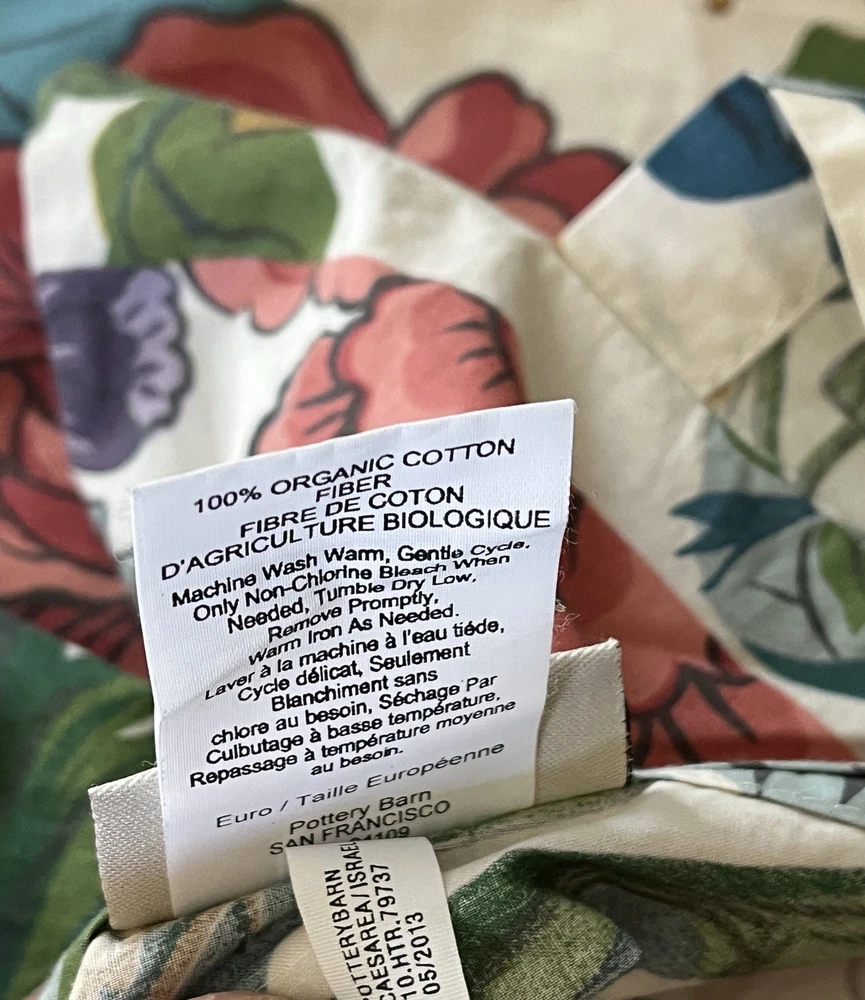 100% ORGANIC COTTON
FIBER
FIBRE DE COTON
D'AGRICULTURE BIOLOGIQUE
Machine Wash Warm, Gentle Cycle.
Only Non-Chlorine Bleach When
Needed, Tumble Dry Low,
Remove Promptly,
Warm Iron As Needed.
Laver à la machine à l'eau tiéde,
Cycle délicat, Seulement
Blanchiment sans
chlore au besoin, Séchage Par
Culbutage à basse température,
Repassage à température moyenne
au besoin.
Euro / Taille Européenne
Pottery Barn
SAN FRANCISCO
POTTERYBARN
CAESAREA/ISRAEL
10.HTR.79737
05/2013